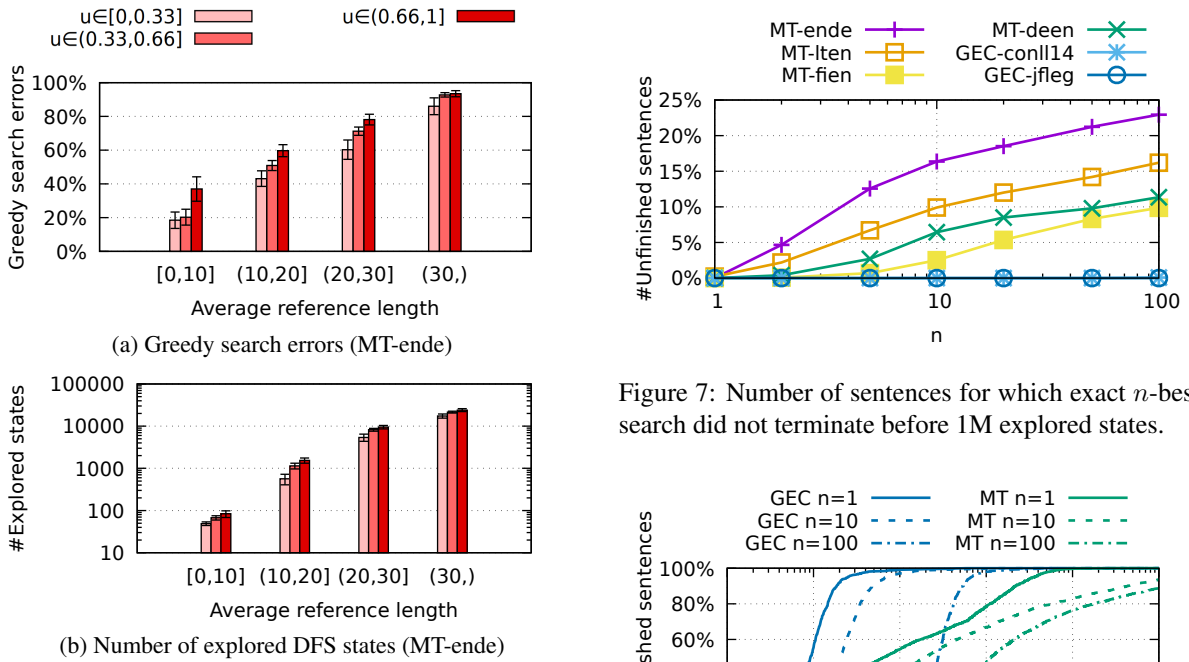 u∈[0,0.33]
u∈(0.33,0.66]
u∈(0.66,1]
Greedy search errors
100%
80%
60%
40%
20%
0%
[0,10] (10,20] (20,30] (30,)
Average reference length
(a) Greedy search errors (MT-ende)
#Explored states
100000
10000
1000
100
10
[0,10] (10,20] (20,30] (30,)
Average reference length
(b) Number of explored DFS states (MT-ende)
MT-ende
MT-lten
MT-fien
MT-deen
GEC-conll14
GEC-jfleg
#Unfinished sentences
25%
20%
15%
10%
5%
0%
1 10 100
n
Figure 7: Number of sentences for which exact n-bes
search did not terminate before 1M explored states.
GEC n=1
GEC n=10
GEC n=100
MT n=1
MT n=10
MT n=100
shed sentences
100%
80%
60%